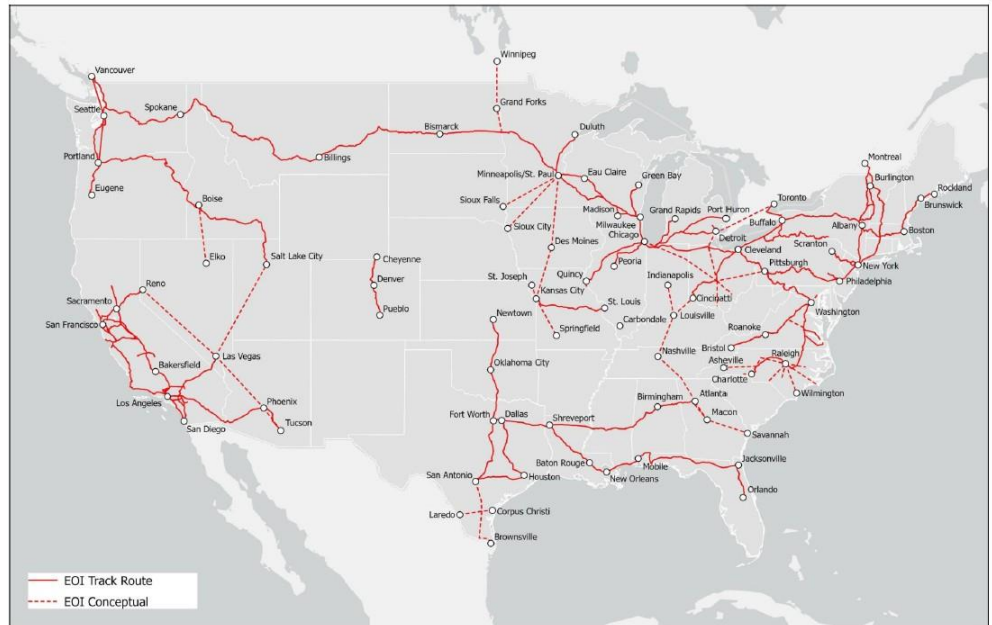 Winnipeg
Vancouver
Grand Forks
Seattle
Spokane
Bismarck
Duluth
Billings
Portland
Minneapolis/St. Paul
Eau Claire
Green Bay
Montreal
Burlington
Rockland
Brunswick
Eugene
Boise
Sioux Falls
Madison
Milwaukee
Grand Rapids
Port Huron
Toronto
Buffalo
Albany
Boston
Sioux City
Chicago
Detroit
Cleveland
Scranton
Elko
Salt Lake City
Cheyenne
Des Moines
Peoria
Quincy
Indianapolis
Pittsburgh
New York
Philadelphia
Reno
Denver
St. Joseph
Kansas City
St. Louis
Cincinatti
Washington
Sacramento
San Francisco
Pueblo
Newtown
Springfield
Carbondale
Louisville
Roanoke
Bristol
Raleigh
Las Vegas
Nashville
Asheville
Charlotte
Wilmington
Bakersfield
Oklahoma City
Los Angeles
Phoenix
Birmingham
Atlanta
Macon
Tucson
San Diego
Fort Worth
Dallas
Shreveport
Savannah
Baton Rouge
Mobile
Jacksonville
San Antonio
Houston
New Orleans
Orlando
Laredo
Corpus Christi
Brownsville
EOI Track Route
EOI Conceptual